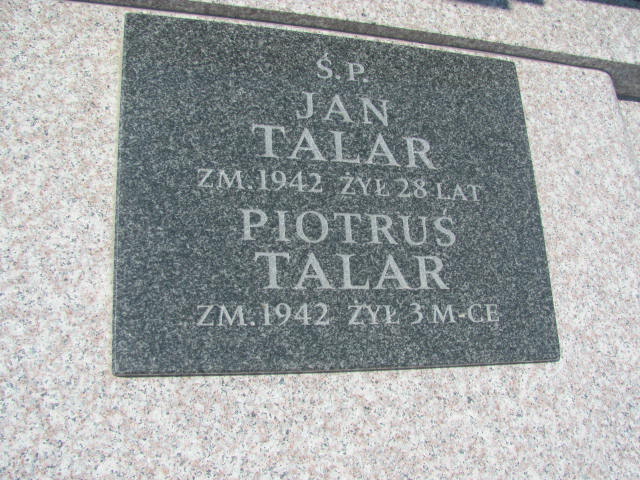 Ś.P.
JAN
TALAR
ZM. 1942 ŻYŁ 28 LAT
PIOTRUŚ
TALAR
ZM. 1942 ŻYŁ 3 M-CE